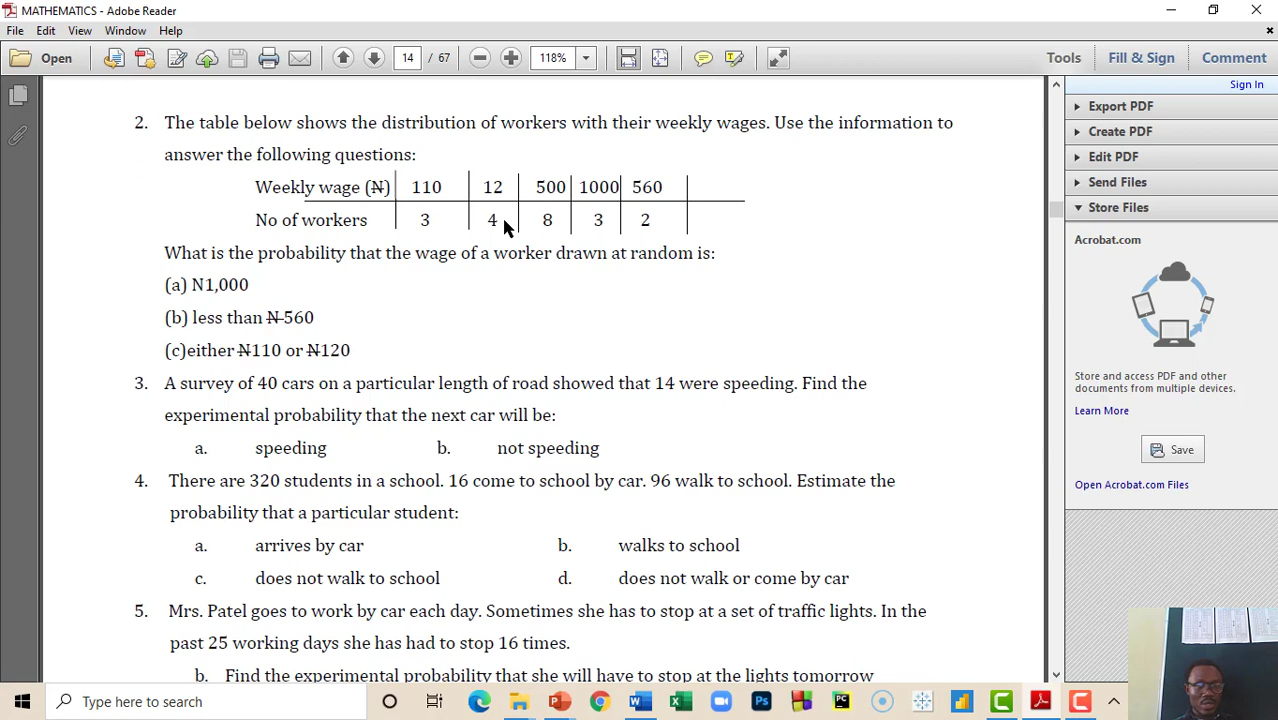 MATHEMATICS - Adobe Reader
File Edit View Window Help
Open 14 / 67 118% Tools Fill & Sign Comment
Sign In
Export PDF
Create PDF
Edit PDF
Send Files
Store Files
Acrobat.com
Store and access PDF and other
documents from multiple devices.
Learn More
Save
Open Acrobat.com Files
2. The table below shows the distribution of workers with their weekly wages. Use the information to
answer the following questions:
Weekly wage (₦) 110 12 500 1000 560
No of workers 3 4 8 3 2
What is the probability that the wage of a worker drawn at random is:
(a) N1,000
(b) less than ₦ 560
(c)either ₦110 or ₦120
3. A survey of 40 cars on a particular length of road showed that 14 were speeding. Find the
experimental probability that the next car will be:
a. speeding b. not speeding
4. There are 320 students in a school. 16 come to school by car. 96 walk to school. Estimate the
probability that a particular student:
a. arrives by car b. walks to school
c. does not walk to school d. does not walk or come by car
5. Mrs. Patel goes to work by car each day. Sometimes she has to stop at a set of traffic lights. In the
past 25 working days she has had to stop 16 times.
b. Find the experimental probability that she will have to stop at the lights tomorrow
Type here to search